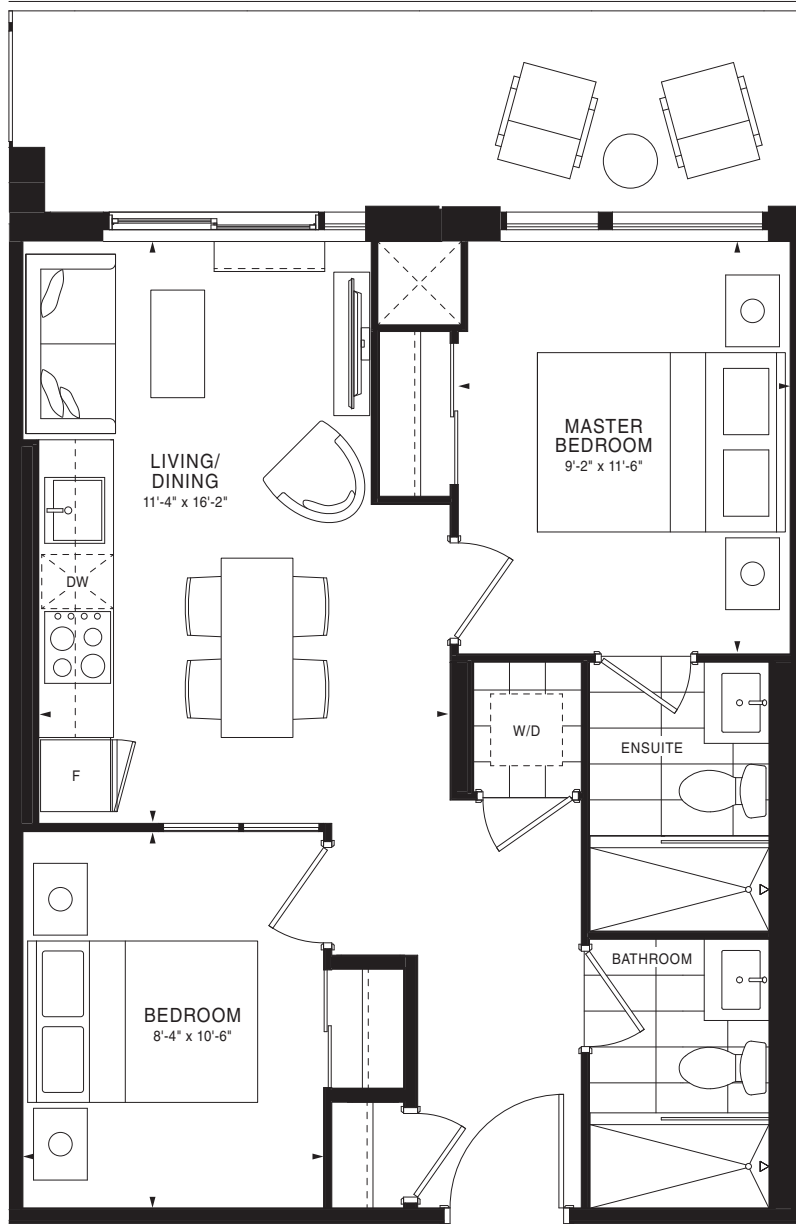 MASTER
BEDROOM
9'-2" x 11'-6"
LIVING/
DINING
11'-4" x 16'-2"
DW
W/D
ENSUITE
F
BATHROOM
BEDROOM
8'-4" x 10'-6"